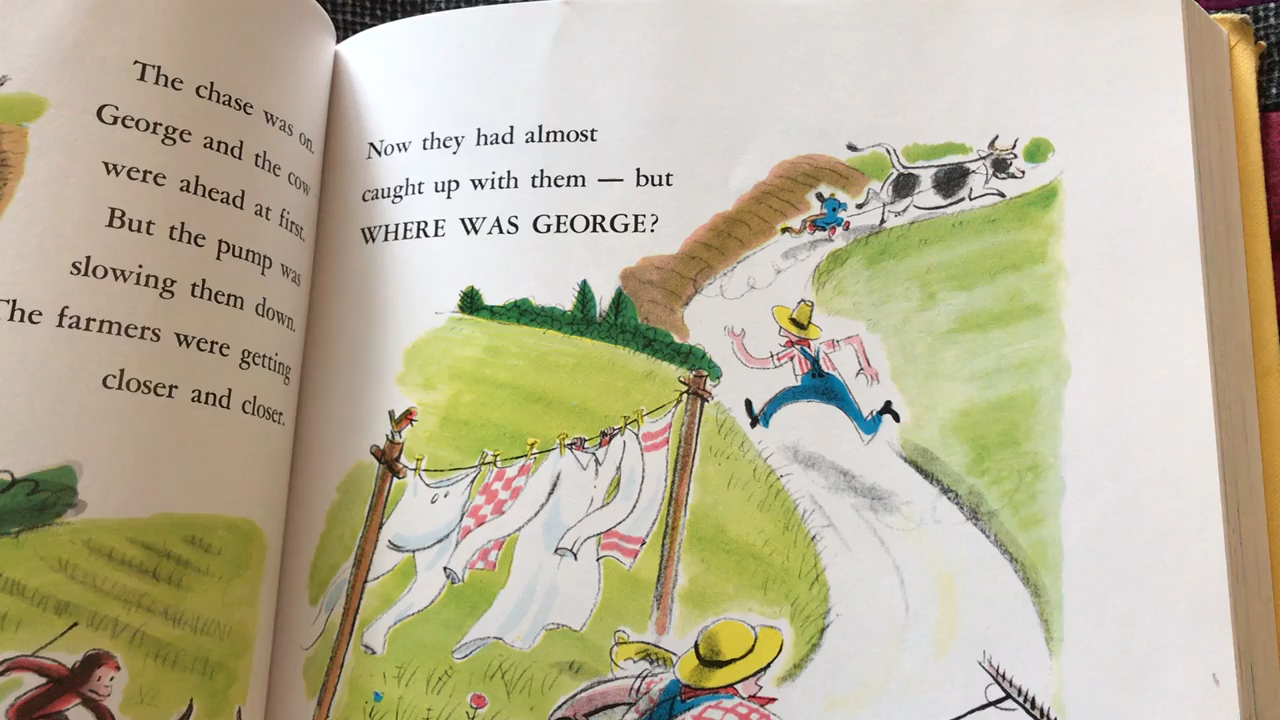 The chase was on.
George and the cow
were ahead at first.
But the pump was
slowing them down.
The farmers were getting
closer and closer.
Now they had almost
caught up with them — but
WHERE WAS GEORGE?